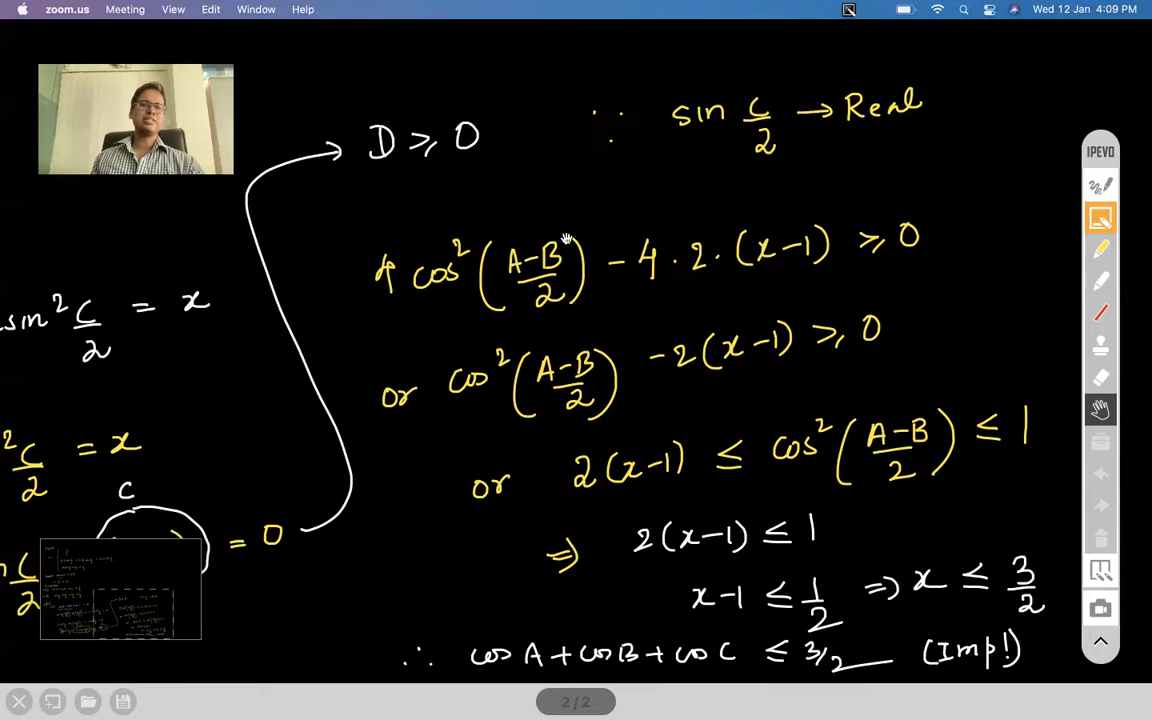 zoom.us Meeting View Edit Window Help Wed 12 Jan 4:09 PM
D ≥ 0 ∵ sin C/2 → Real
IPEVO
4 cos² (A-B/2) - 4 · 2 · (x-1) ≥ 0
sin² C/2 = x
or cos² (A-B/2) - 2(x-1) ≥ 0
² C/2 = x
or 2(x-1) ≤ cos² (A-B/2) ≤ 1
C
= 0
⇒ 2(x-1) ≤ 1
C/2
x-1 ≤ 1/2 ⇒ x ≤ 3/2
∴ cos A + cos B + cos C ≤ 3/2 (Imp!)
2/2